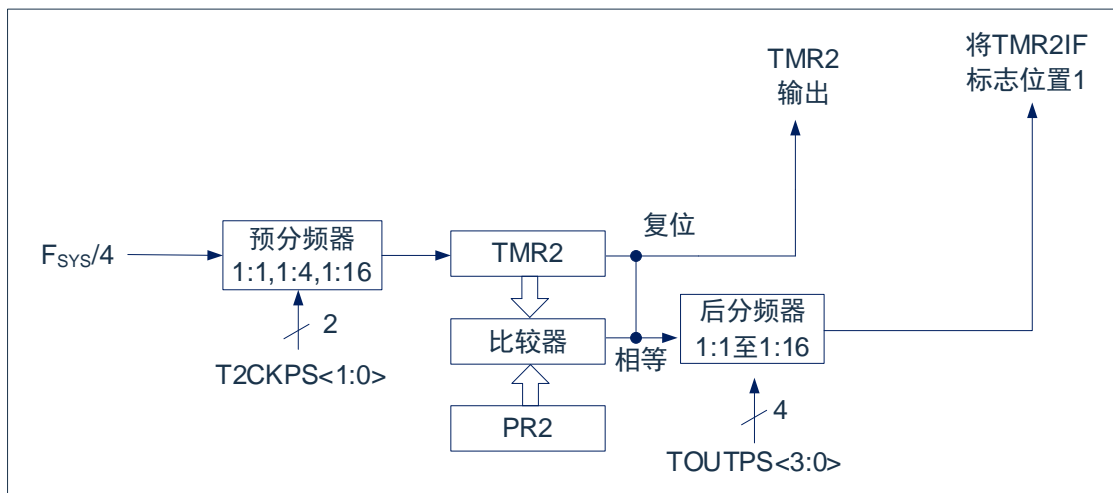 TMR2
输出
将TMR2IF
标志位置1
F_SYS/4
预分频器
1:1,1:4,1:16
TMR2
复位
2
T2CKPS<1:0>
比较器
相等
后分频器
1:1至1:16
PR2
4
TOUTPS<3:0>